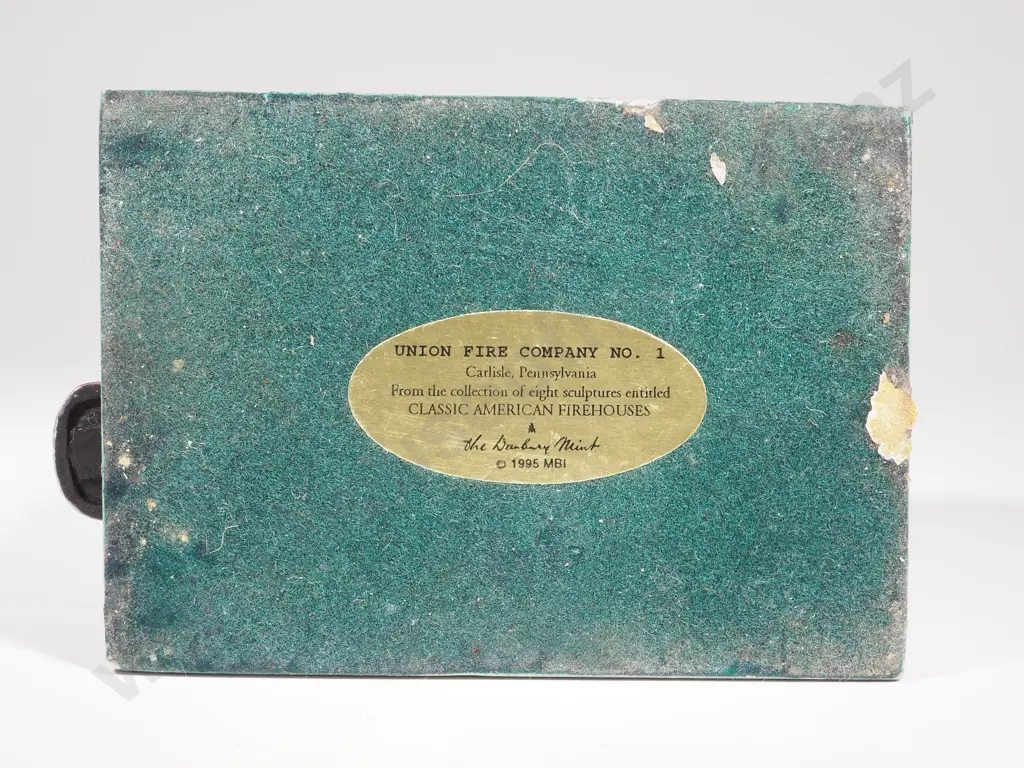 UNION FIRE COMPANY NO. 1
Carlisle, Pennsylvania
From the collection of eight sculptures entitled
CLASSIC AMERICAN FIREHOUSES
the Danbury Mint
© 1995 MBI